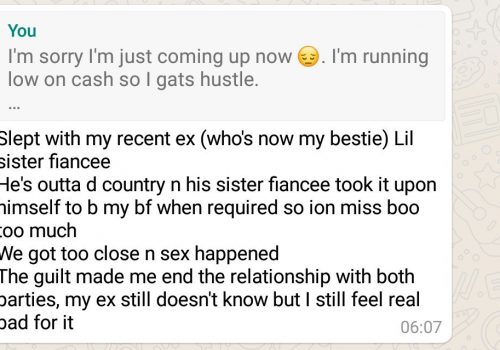 You
I'm sorry I'm just coming up now 😔. I'm running
low on cash so I gats hustle.
...
Slept with my recent ex (who's now my bestie) Lil
sister fiancee
He's outta d country n his sister fiancee took it upon
himself to b my bf when required so ion miss boo
too much
We got too close n sex happened
The guilt made me end the relationship with both
parties, my ex still doesn't know but I still feel real
bad for it
06:07